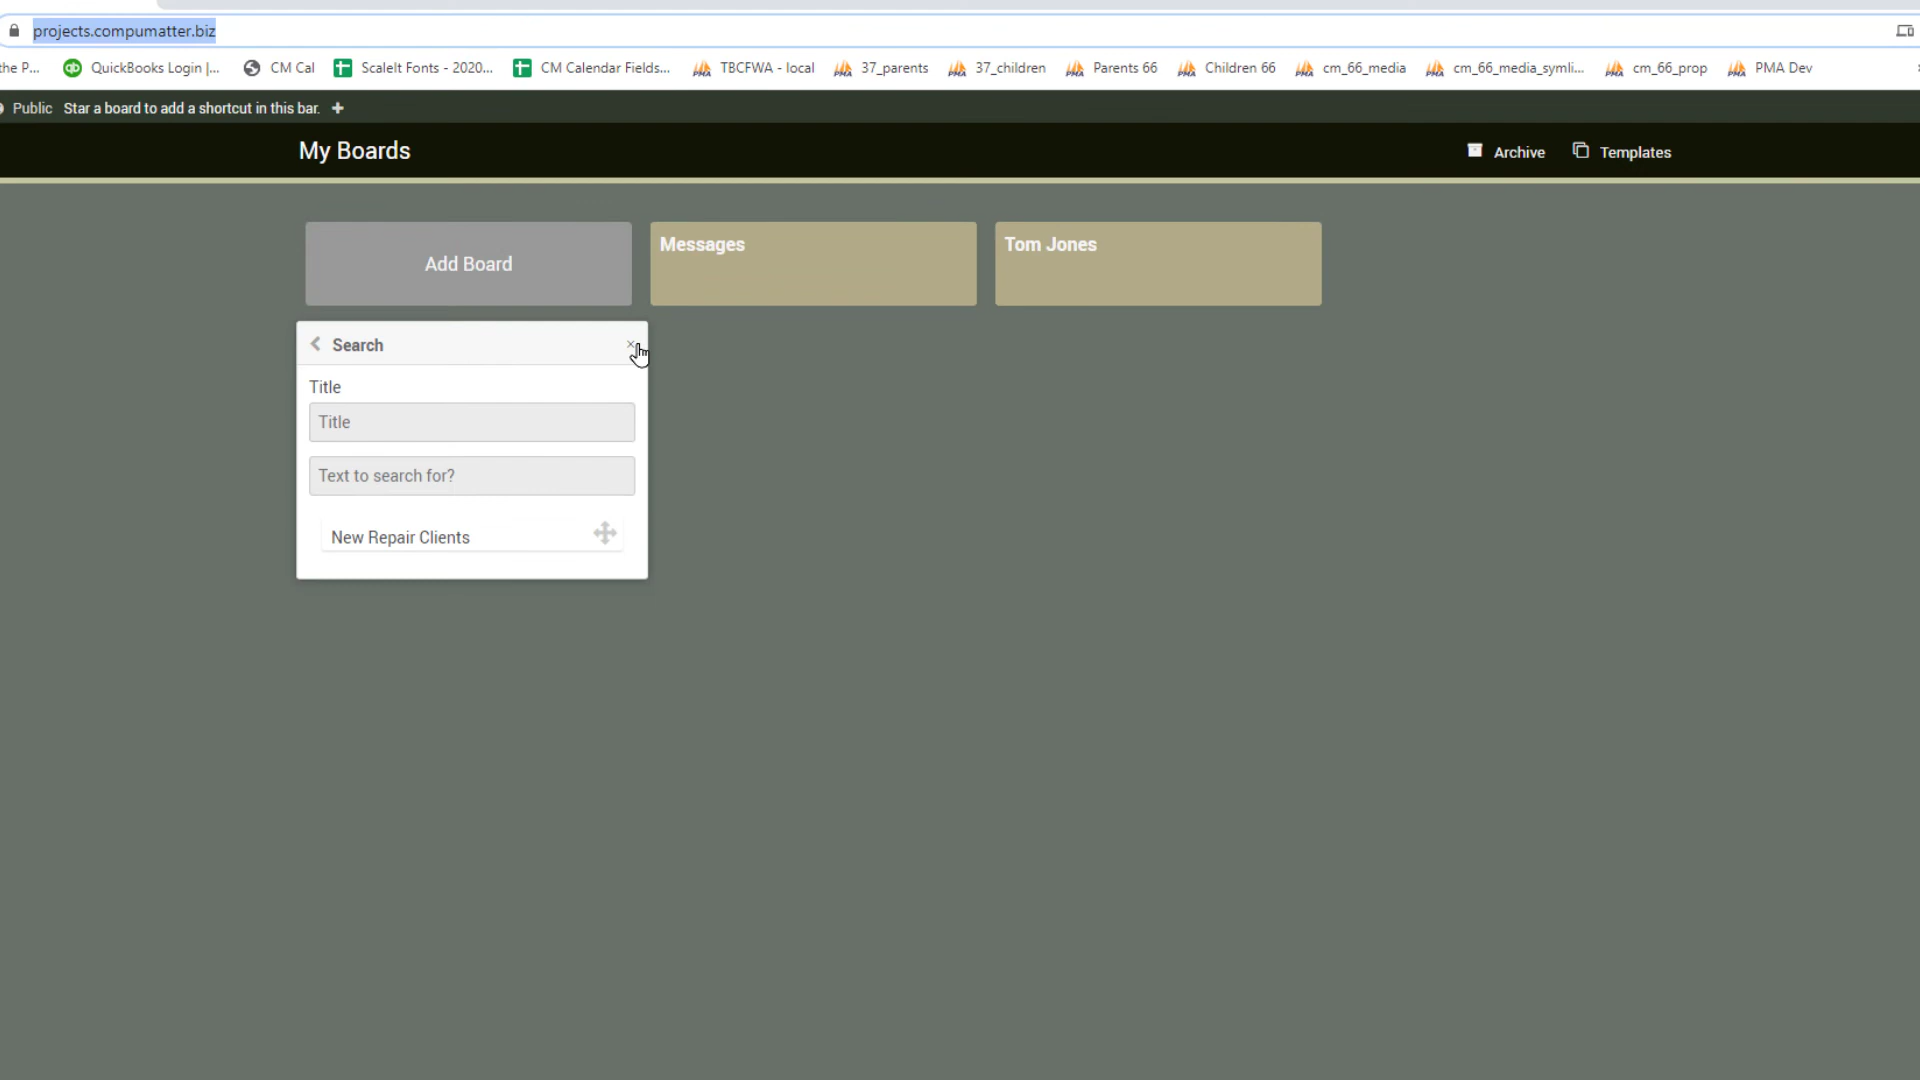 projects.compumatter.biz
the P... QuickBooks Login |... CM Cal ScaleIt Fonts - 2020... CM Calendar Fields... TBCFWA - local 37_parents 37_children Parents 66 Children 66 cm_66_media cm_66_media_symli... cm_66_prop PMA Dev
Public Star a board to add a shortcut in this bar.
My Boards Archive Templates
Add Board Messages Tom Jones
Search
Title
Title
Text to search for?
New Repair Clients